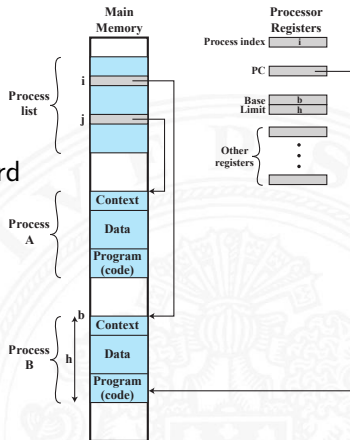 Main
Memory
Processor
Registers
Process index
i
PC
Base
b
Limit
h
Other
registers
i
Process
list
j
rd
Process
A
Context
Data
Program
(code)
b
Process
B
h
Context
Data
Program
(code)